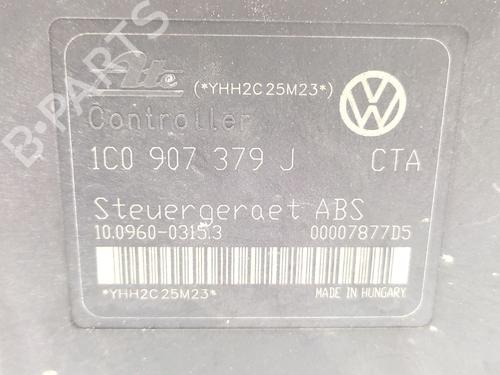 B-PARTS
Ate (*YHH2C25M23*)
Controller
1C0 907 379 J CTA
Steuergeraet ABS
10.0960-0315.3 00007877D5
*YHH2C25M23*
MADE IN HUNGARY